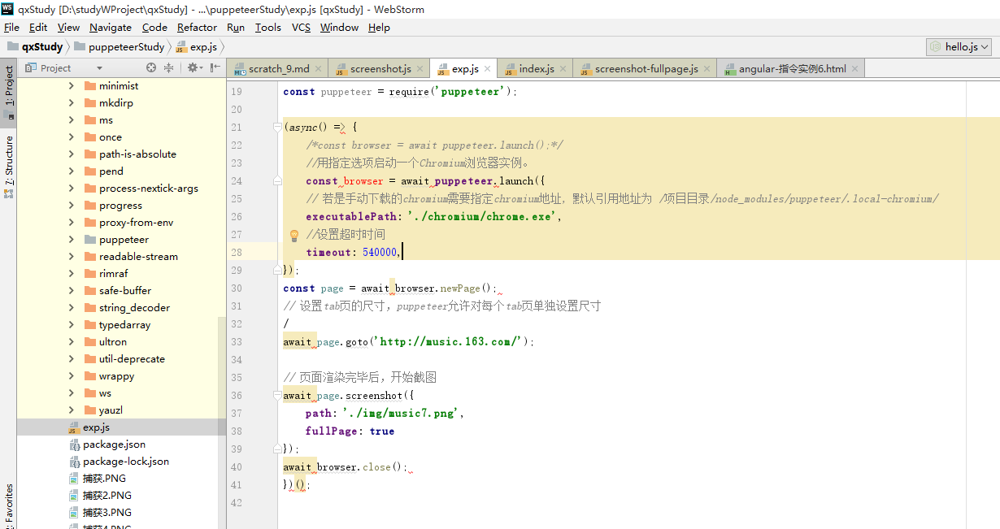 WS qxStudy [D:\studyWProject\qxStudy] - ...\puppeteerStudy\exp.js [qxStudy] - WebStorm
File Edit View Navigate Code Refactor Run Tools VCS Window Help
qxStudy puppeteerStudy exp.js hello.js
Project scratch_9.md screenshot.js exp.js index.js screenshot-fullpage.js angular-指令实例6.html
1: Project
7: Structure
2: Favorites
minimist
mkdirp
ms
once
path-is-absolute
pend
process-nextick-args
progress
proxy-from-env
puppeteer
readable-stream
rimraf
safe-buffer
string_decoder
typedarray
ultron
util-deprecate
wrappy
ws
yauzl
exp.js
package.json
package-lock.json
捕获.PNG
捕获2.PNG
捕获3.PNG
捕获4.PNG
19 const puppeteer = require('puppeteer');
20
21 (async() => {
22 /*const browser = await puppeteer.launch();*/
23 //用指定选项启动一个Chromium浏览器实例。
24 const browser = await puppeteer.launch({
25 // 若是手动下载的chromium需要指定chromium地址，默认引用地址为 /项目目录/node_modules/puppeteer/.local-chromium/
26 executablePath: './chromium/chrome.exe',
27 //设置超时时间
28 timeout: 540000,
29 });
30 const page = await browser.newPage();
31 // 设置tab页的尺寸，puppeteer允许对每个tab页单独设置尺寸
32 /
33 await page.goto('http://music.163.com/');
34
35 // 页面渲染完毕后，开始截图
36 await page.screenshot({
37 path: './img/music7.png',
38 fullPage: true
39 });
40 await browser.close();
41 })();
42